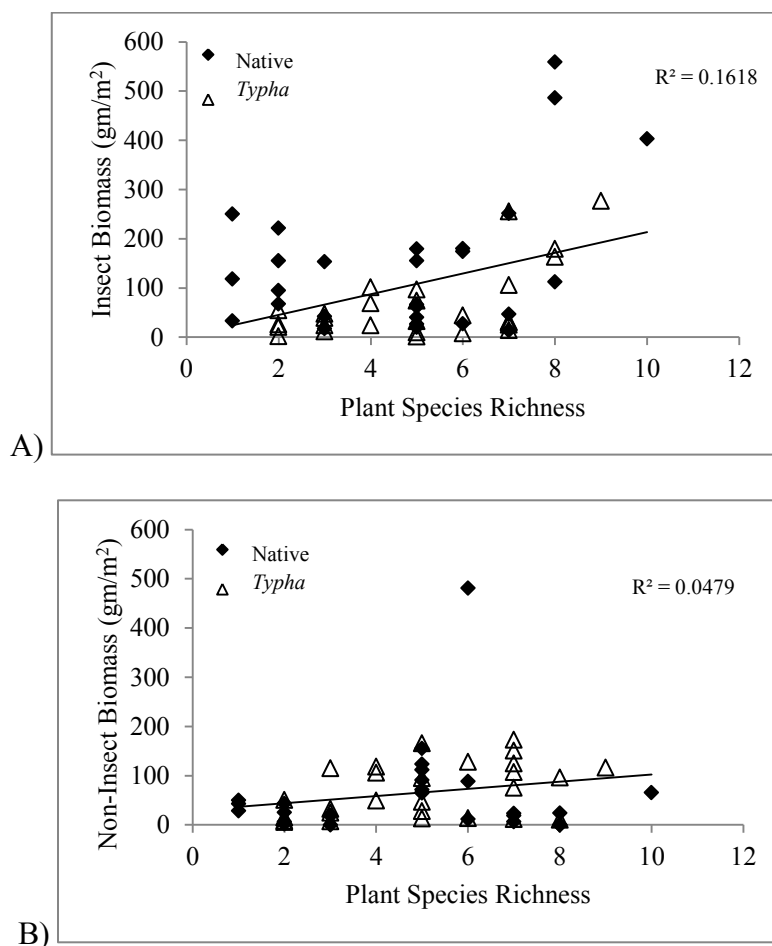 600
500
400
300
200
100
0
Insect Biomass (gm/m²)
Native
Typha
R² = 0.1618
0 2 4 6 8 10 12
Plant Species Richness
A)
600
500
400
300
200
100
0
Non-Insect Biomass (gm/m²)
Native
Typha
R² = 0.0479
0 2 4 6 8 10 12
Plant Species Richness
B)